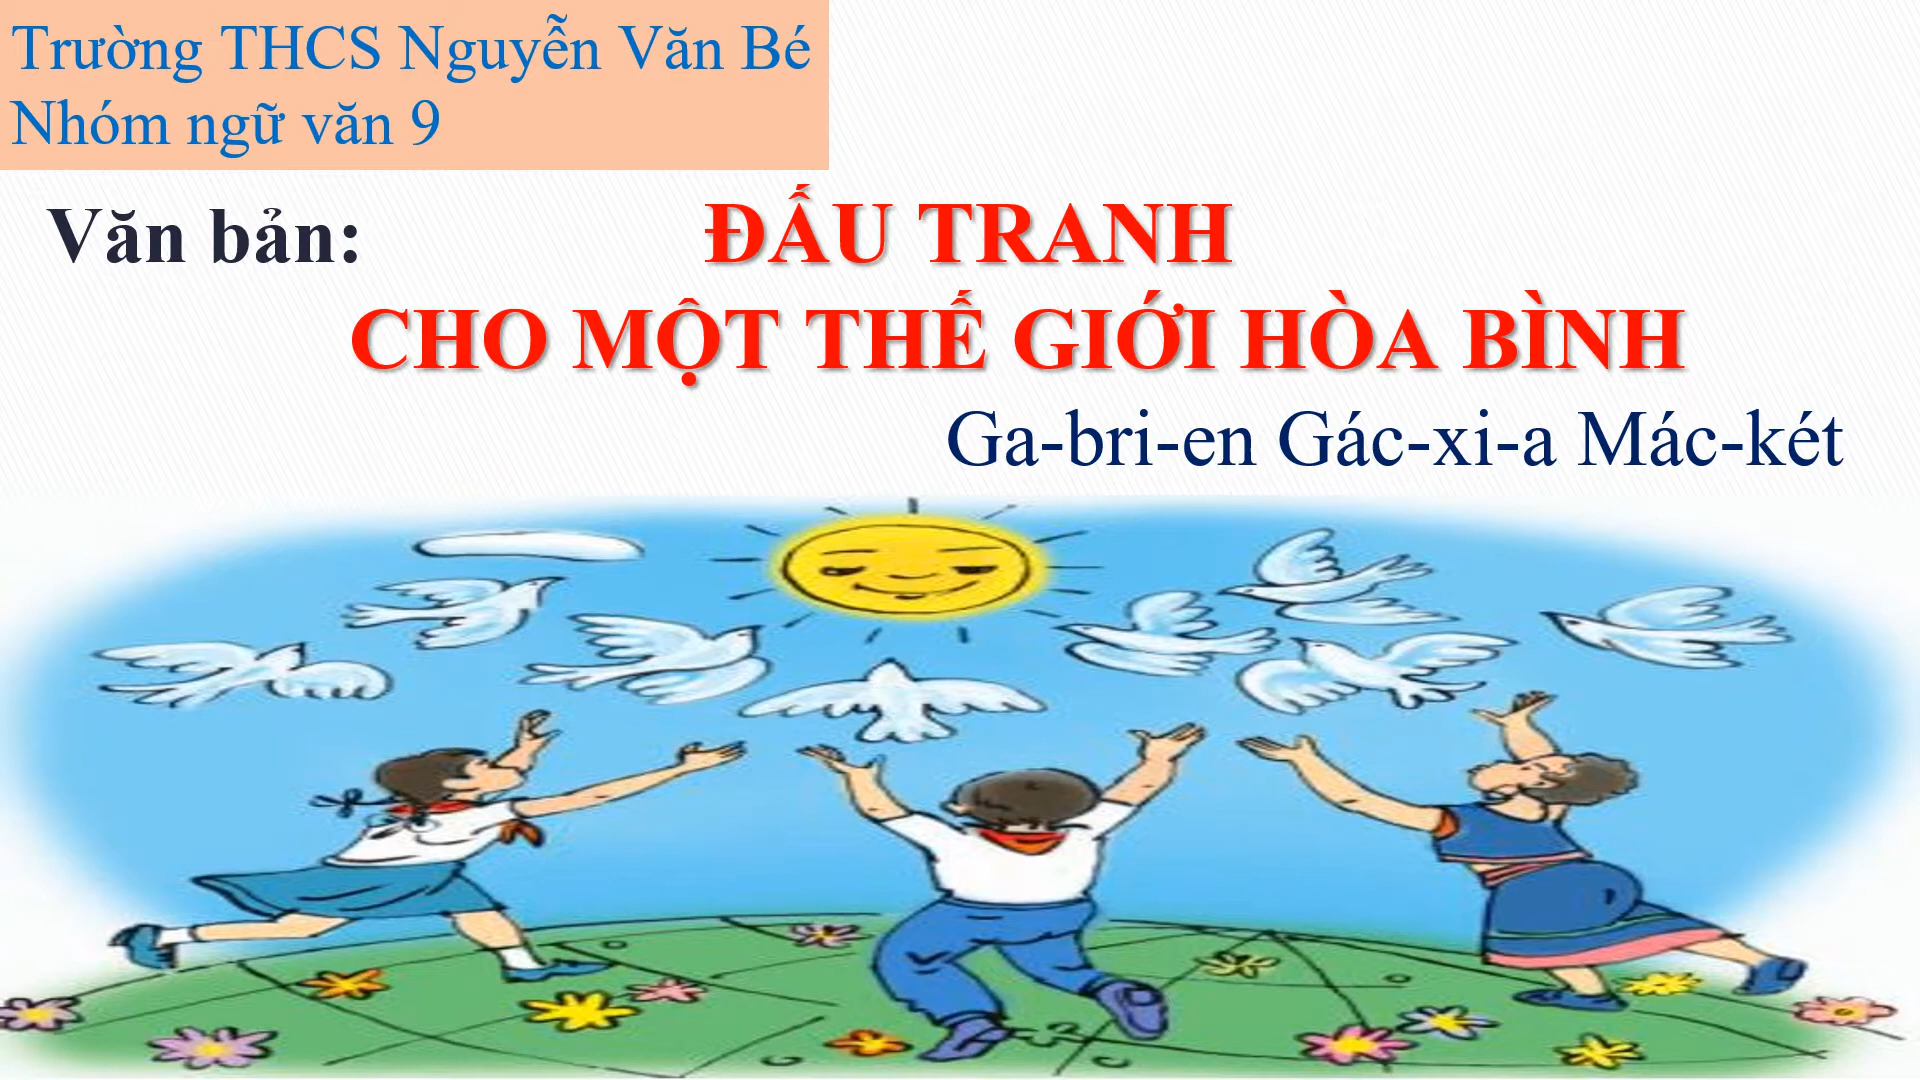 Trường THCS Nguyễn Văn Bé
Nhóm ngữ văn 9
Văn bản: ĐẤU TRANH
CHO MỘT THẾ GIỚI HÒA BÌNH
Ga-bri-en Gác-xi-a Mác-két